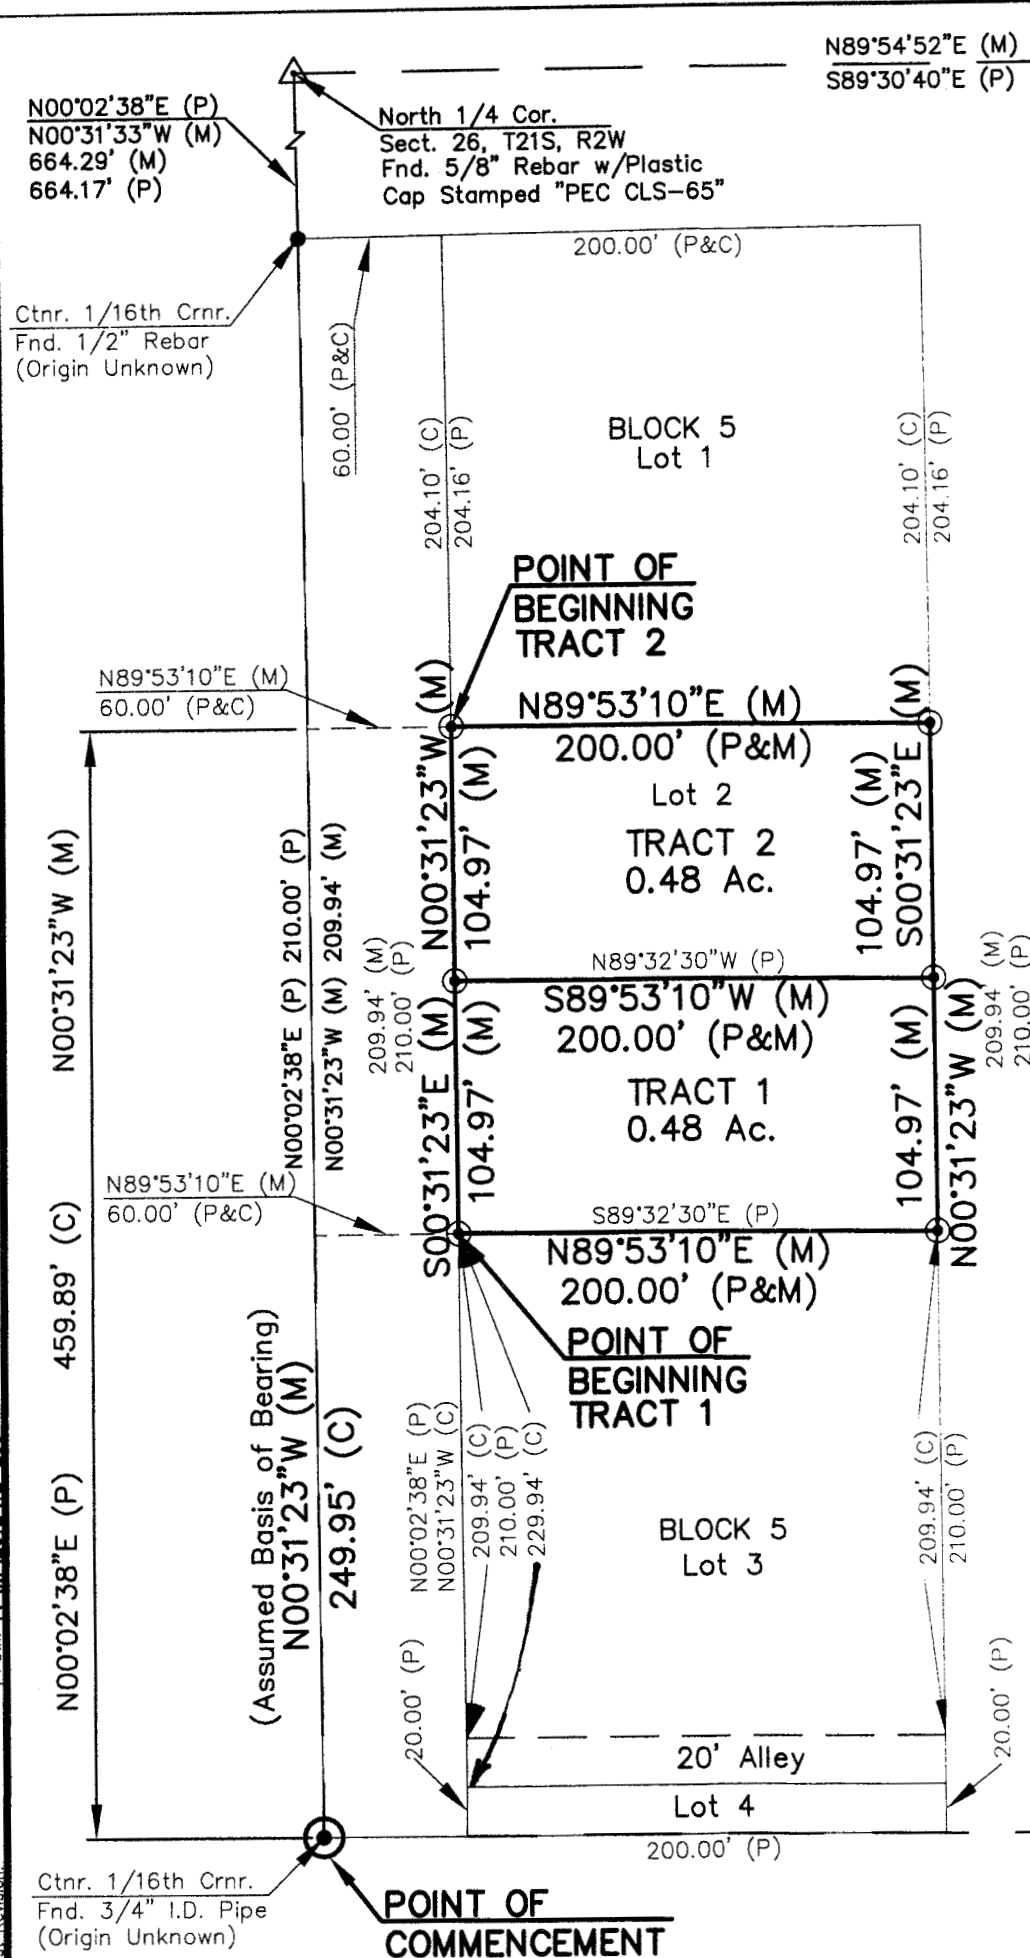 N89°54'52"E (M)
S89°30'40"E (P)
N00°02'38"E (P)
N00°31'33"W (M)
664.29' (M)
664.17' (P)
North 1/4 Cor.
Sect. 26, T21S, R2W
Fnd. 5/8" Rebar w/Plastic
Cap Stamped "PEC CLS-65"
200.00' (P&C)
Ctnr. 1/16th Crnr.
Fnd. 1/2" Rebar
(Origin Unknown)
60.00' (P&C)
204.10' (C)
204.16' (P)
BLOCK 5
Lot 1
204.10' (C)
204.16' (P)
POINT OF
BEGINNING
TRACT 2
N89°53'10"E (M)
60.00' (P&C)
N89°53'10"E (M)
200.00' (P&M)
N00°31'23"W (M)
104.97' (M)
Lot 2
TRACT 2
0.48 Ac.
104.97' (M)
S00°31'23"E (M)
N00°31'23"W (M)
N00°02'38"E (P) 210.00' (P)
N00°31'23"W (M) 209.94' (M)
209.94' (M)
210.00' (P)
N89°32'30"W (P)
S89°53'10"W (M)
200.00' (P&M)
209.94' (M)
210.00' (P)
S00°31'23"E (M)
104.97' (M)
TRACT 1
0.48 Ac.
104.97' (M)
N00°31'23"W (M)
N89°53'10"E (M)
60.00' (P&C)
S89°32'30"E (P)
N89°53'10"E (M)
200.00' (P&M)
POINT OF
BEGINNING
TRACT 1
459.89' (C)
N00°02'38"E (P)
(Assumed Basis of Bearing)
N00°31'23"W (M)
249.95' (C)
N00°02'38"E (P)
N00°31'23"W (C)
209.94' (C)
210.00' (P)
229.94' (C)
BLOCK 5
Lot 3
209.94' (C)
210.00' (P)
20.00' (P)
20' Alley
20.00' (P)
Lot 4
200.00' (P)
Ctnr. 1/16th Crnr.
Fnd. 3/4" I.D. Pipe
(Origin Unknown)
POINT OF
COMMENCEMENT